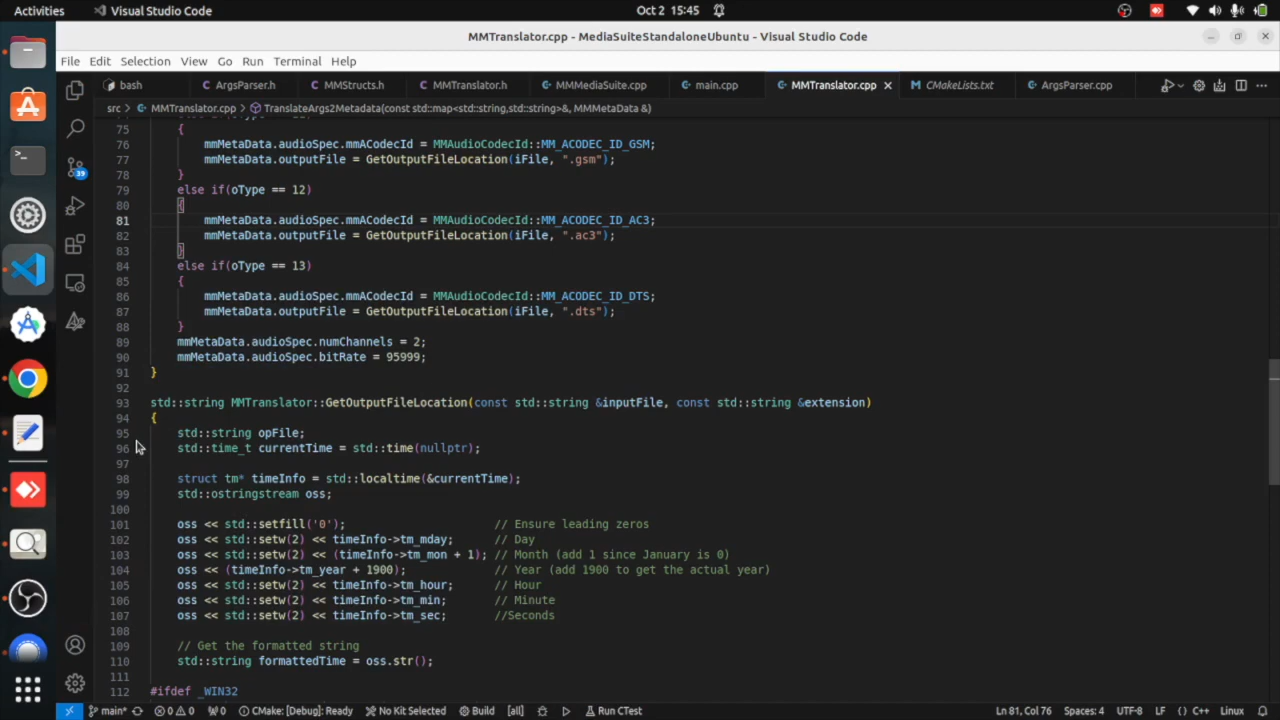 Activities Visual Studio Code Oct 2 15:45
MMTranslator.cpp - MediaSuiteStandaloneUbuntu - Visual Studio Code
File Edit Selection View Go Run Terminal Help
bash ArgsParser.h MMStructs.h MMTranslator.h MMMediaSuite.cpp main.cpp MMTranslator.cpp CMakeLists.txt ArgsParser.cpp
src > MMTranslator.cpp > TranslateArgs2Metadata(const std::map<std::string,std::string>&, MMMetaData &)
75 {
76 mmMetaData.audioSpec.mmACodecId = MMAudioCodecId::MM_ACODEC_ID_GSM;
77 mmMetaData.outputFile = GetOutputFileLocation(iFile, ".gsm");
78 }
79 else if(oType == 12)
80 {
81 mmMetaData.audioSpec.mmACodecId = MMAudioCodecId::MM_ACODEC_ID_AC3;
82 mmMetaData.outputFile = GetOutputFileLocation(iFile, ".ac3");
83 }
84 else if(oType == 13)
85 {
86 mmMetaData.audioSpec.mmACodecId = MMAudioCodecId::MM_ACODEC_ID_DTS;
87 mmMetaData.outputFile = GetOutputFileLocation(iFile, ".dts");
88 }
89 mmMetaData.audioSpec.numChannels = 2;
90 mmMetaData.audioSpec.bitRate = 95999;
91 }
92
93 std::string MMTranslator::GetOutputFileLocation(const std::string &inputFile, const std::string &extension)
94 {
95 std::string opFile;
96 std::time_t currentTime = std::time(nullptr);
97
98 struct tm* timeInfo = std::localtime(&currentTime);
99 std::ostringstream oss;
100
101 oss << std::setfill('0'); // Ensure leading zeros
102 oss << std::setw(2) << timeInfo->tm_mday; // Day
103 oss << std::setw(2) << (timeInfo->tm_mon + 1); // Month (add 1 since January is 0)
104 oss << (timeInfo->tm_year + 1900); // Year (add 1900 to get the actual year)
105 oss << std::setw(2) << timeInfo->tm_hour; // Hour
106 oss << std::setw(2) << timeInfo->tm_min; // Minute
107 oss << std::setw(2) << timeInfo->tm_sec; //Seconds
108
109 // Get the formatted string
110 std::string formattedTime = oss.str();
111
112 #ifdef _WIN32
39
main* 0 0 0 CMake: [Debug]: Ready No Kit Selected Build [all] Run CTest Ln 81, Col 76 Spaces: 4 UTF-8 LF {} C++ Linux